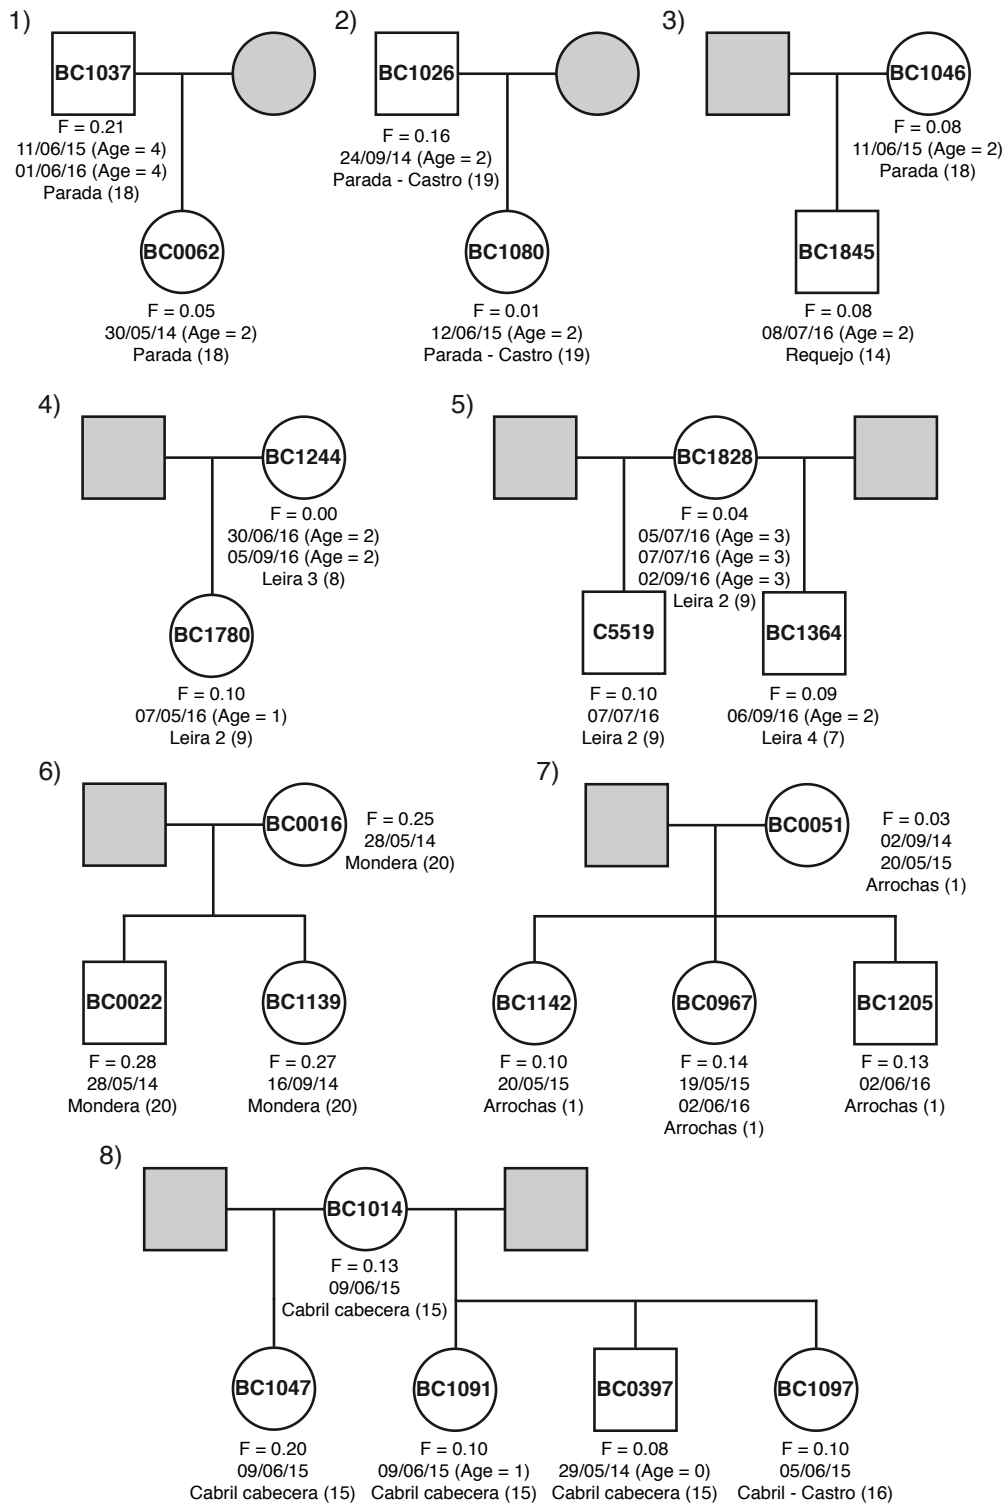 1)
BC1037
F = 0.21
11/06/15 (Age = 4)
01/06/16 (Age = 4)
Parada (18)
BC0062
F = 0.05
30/05/14 (Age = 2)
Parada (18)
2)
BC1026
F = 0.16
24/09/14 (Age = 2)
Parada - Castro (19)
BC1080
F = 0.01
12/06/15 (Age = 2)
Parada - Castro (19)
3)
BC1046
F = 0.08
11/06/15 (Age = 2)
Parada (18)
BC1845
F = 0.08
08/07/16 (Age = 2)
Requejo (14)
4)
BC1244
F = 0.00
30/06/16 (Age = 2)
05/09/16 (Age = 2)
Leira 3 (8)
BC1780
F = 0.10
07/05/16 (Age = 1)
Leira 2 (9)
5)
BC1828
F = 0.04
05/07/16 (Age = 3)
07/07/16 (Age = 3)
02/09/16 (Age = 3)
Leira 2 (9)
C5519
F = 0.10
07/07/16
Leira 2 (9)
BC1364
F = 0.09
06/09/16 (Age = 2)
Leira 4 (7)
6)
BC0016
F = 0.25
28/05/14
Mondera (20)
BC0022
F = 0.28
28/05/14
Mondera (20)
BC1139
F = 0.27
16/09/14
Mondera (20)
7)
BC0051
F = 0.03
02/09/14
20/05/15
Arrochas (1)
BC1142
F = 0.10
20/05/15
Arrochas (1)
BC0967
F = 0.14
19/05/15
02/06/16
Arrochas (1)
BC1205
F = 0.13
02/06/16
Arrochas (1)
8)
BC1014
F = 0.13
09/06/15
Cabril cabecera (15)
BC1047
F = 0.20
09/06/15
Cabril cabecera (15)
BC1091
F = 0.10
09/06/15 (Age = 1)
Cabril cabecera (15)
BC0397
F = 0.08
29/05/14 (Age = 0)
Cabril cabecera (15)
BC1097
F = 0.10
05/06/15
Cabril - Castro (16)